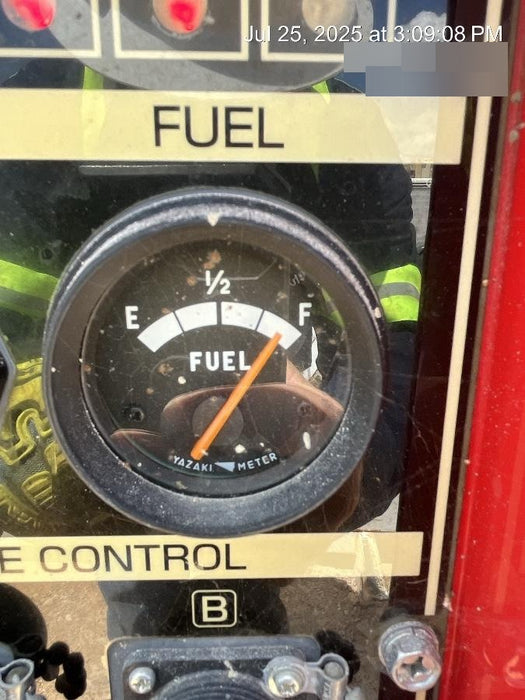 Jul 25, 2025 at 3:09:08 PM
FUEL
1/2
E F
FUEL
YAZAKI METER
E CONTROL
B